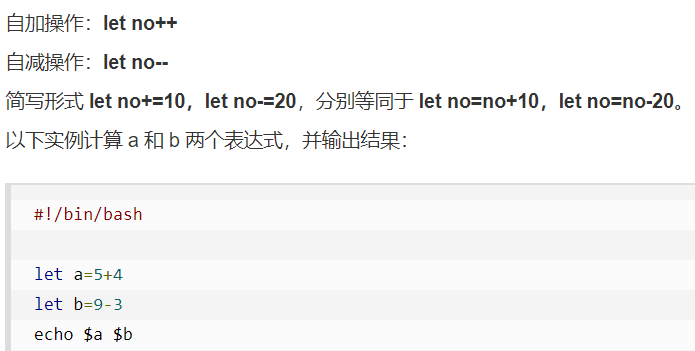 自加操作：let no++
自减操作：let no--
简写形式 let no+=10，let no-=20，分别等同于 let no=no+10，let no=no-20。
以下实例计算 a 和 b 两个表达式，并输出结果：
#!/bin/bash
let a=5+4
let b=9-3
echo $a $b